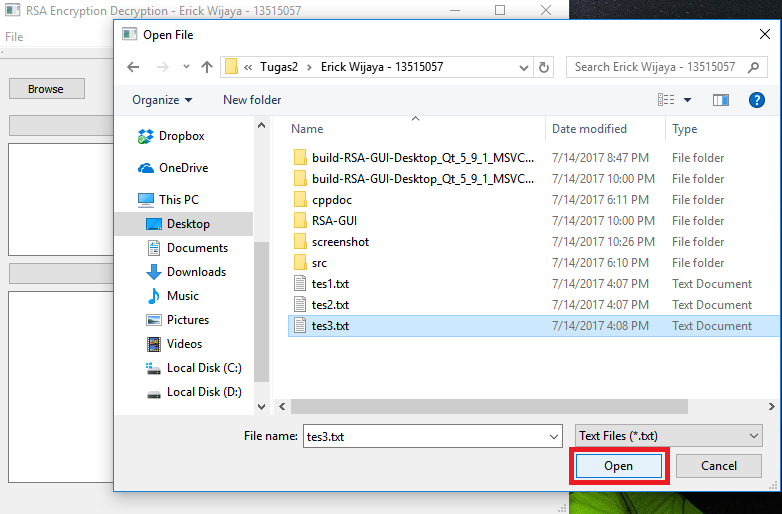 RSA Encryption Decryption - Erick Wijaya - 13515057
File
Browse
Open File
« Tugas2 › Erick Wijaya - 13515057
Search Erick Wijaya - 13515057
Organize
New folder
Dropbox
OneDrive
This PC
Desktop
Documents
Downloads
Music
Pictures
Videos
Local Disk (C:)
Local Disk (D:)
Name Date modified Type
build-RSA-GUI-Desktop_Qt_5_9_1_MSVC... 7/14/2017 8:47 PM File folder
build-RSA-GUI-Desktop_Qt_5_9_1_MSVC... 7/14/2017 10:00 PM File folder
cppdoc 7/14/2017 6:11 PM File folder
RSA-GUI 7/14/2017 10:00 PM File folder
screenshot 7/14/2017 10:26 PM File folder
src 7/14/2017 6:10 PM File folder
tes1.txt 7/14/2017 4:07 PM Text Document
tes2.txt 7/14/2017 4:07 PM Text Document
tes3.txt 7/14/2017 4:08 PM Text Document
File name: tes3.txt Text Files (*.txt)
Open Cancel